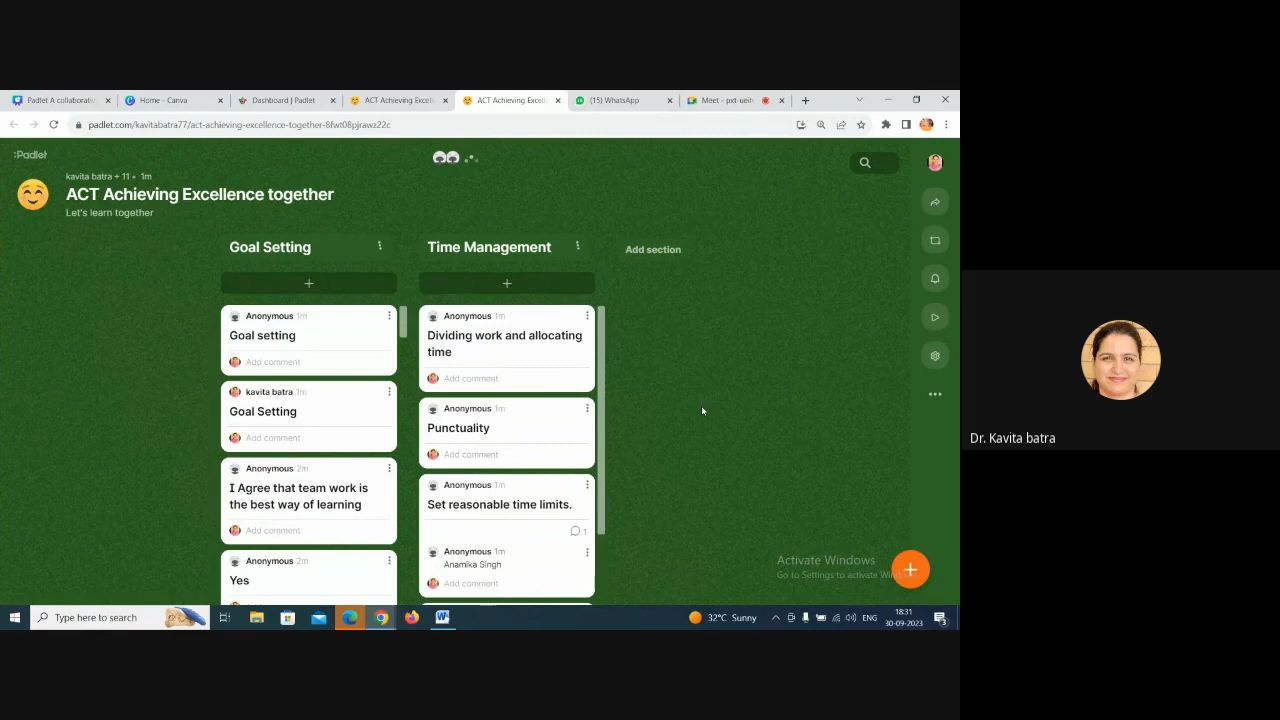 Padlet A collaborativ
Home - Canva
Dashboard | Padlet
ACT Achieving Excell
ACT Achieving Excell
(15) WhatsApp
Meet - pxt-ueih
padlet.com/kavitabatra77/act-achieving-excellence-together-8fwt08pjrawz22c
:Padlet
kavita batra + 11 • 1m
ACT Achieving Excellence together
Let's learn together
Goal Setting
Anonymous 1m
Goal setting
Add comment
kavita batra 1m
Goal Setting
Add comment
Anonymous 2m
I Agree that team work is
the best way of learning
Add comment
Anonymous 2m
Yes
Time Management
Anonymous 1m
Dividing work and allocating
time
Add comment
Anonymous 1m
Punctuality
Add comment
Anonymous 1m
Set reasonable time limits.
1
Anonymous 1m
Anamika Singh
Add comment
Add section
Activate Windows
Go to Settings to activate
Dr. Kavita batra
Type here to search
32°C Sunny
ENG
18:31
30-09-2023
3